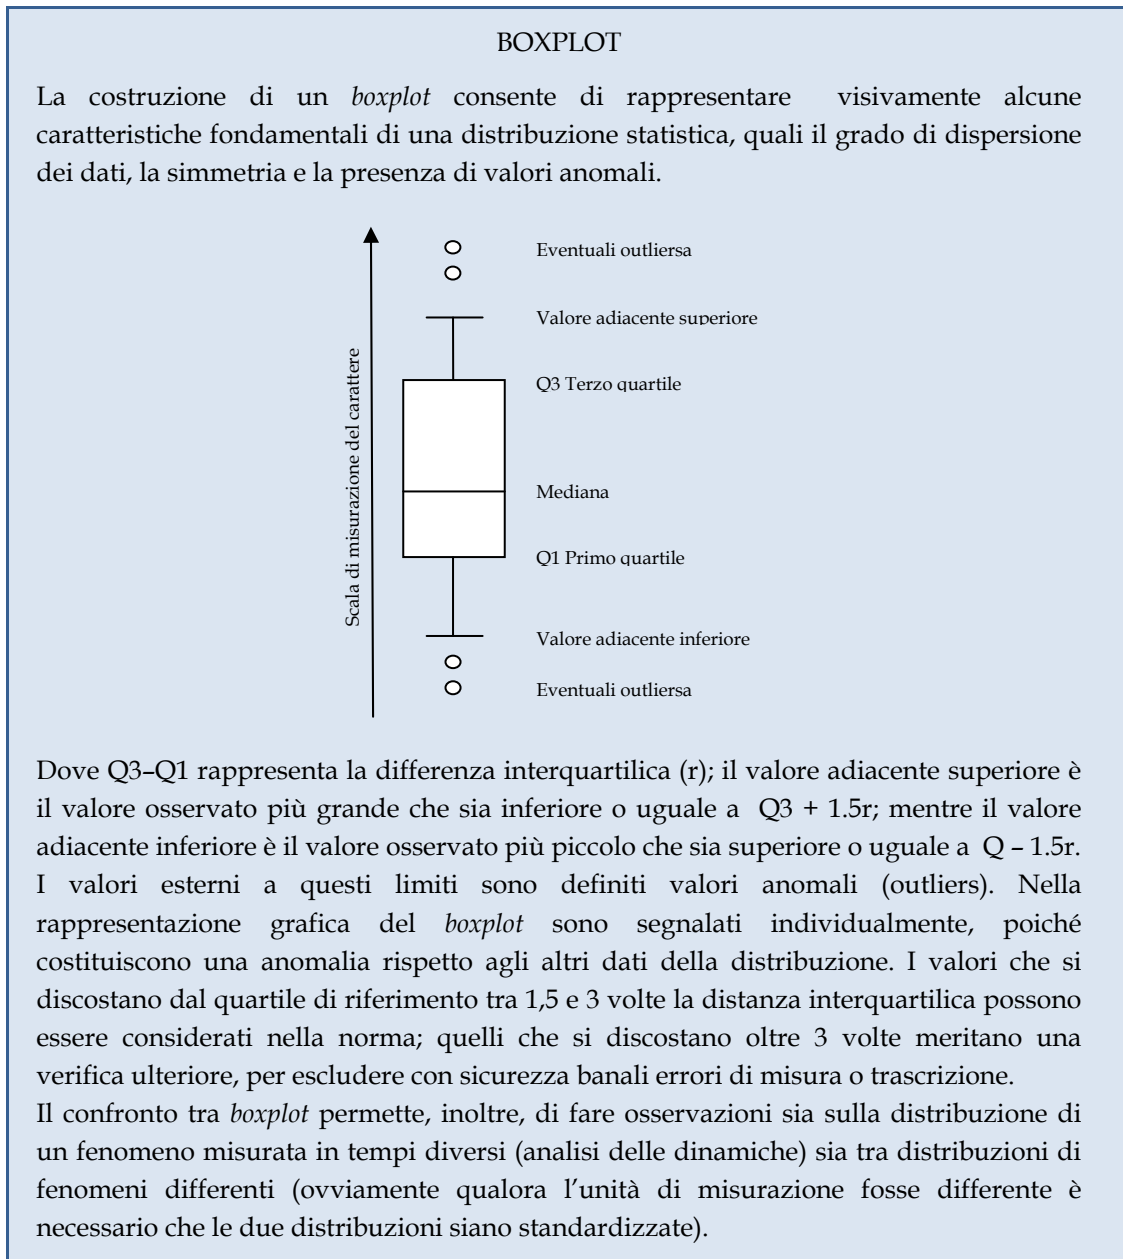 BOXPLOT
La costruzione di un boxplot consente di rappresentare visivamente alcune
caratteristiche fondamentali di una distribuzione statistica, quali il grado di dispersione
dei dati, la simmetria e la presenza di valori anomali.
Scala di misurazione del carattere
Eventuali outliersa
Valore adiacente superiore
Q3 Terzo quartile
Mediana
Q1 Primo quartile
Valore adiacente inferiore
Eventuali outliersa
Dove Q3–Q1 rappresenta la differenza interquartilica (r); il valore adiacente superiore è
il valore osservato più grande che sia inferiore o uguale a Q3 + 1.5r; mentre il valore
adiacente inferiore è il valore osservato più piccolo che sia superiore o uguale a Q – 1.5r.
I valori esterni a questi limiti sono definiti valori anomali (outliers). Nella
rappresentazione grafica del boxplot sono segnalati individualmente, poiché
costituiscono una anomalia rispetto agli altri dati della distribuzione. I valori che si
discostano dal quartile di riferimento tra 1,5 e 3 volte la distanza interquartilica possono
essere considerati nella norma; quelli che si discostano oltre 3 volte meritano una
verifica ulteriore, per escludere con sicurezza banali errori di misura o trascrizione.
Il confronto tra boxplot permette, inoltre, di fare osservazioni sia sulla distribuzione di
un fenomeno misurata in tempi diversi (analisi delle dinamiche) sia tra distribuzioni di
fenomeni differenti (ovviamente qualora l'unità di misurazione fosse differente è
necessario che le due distribuzioni siano standardizzate).